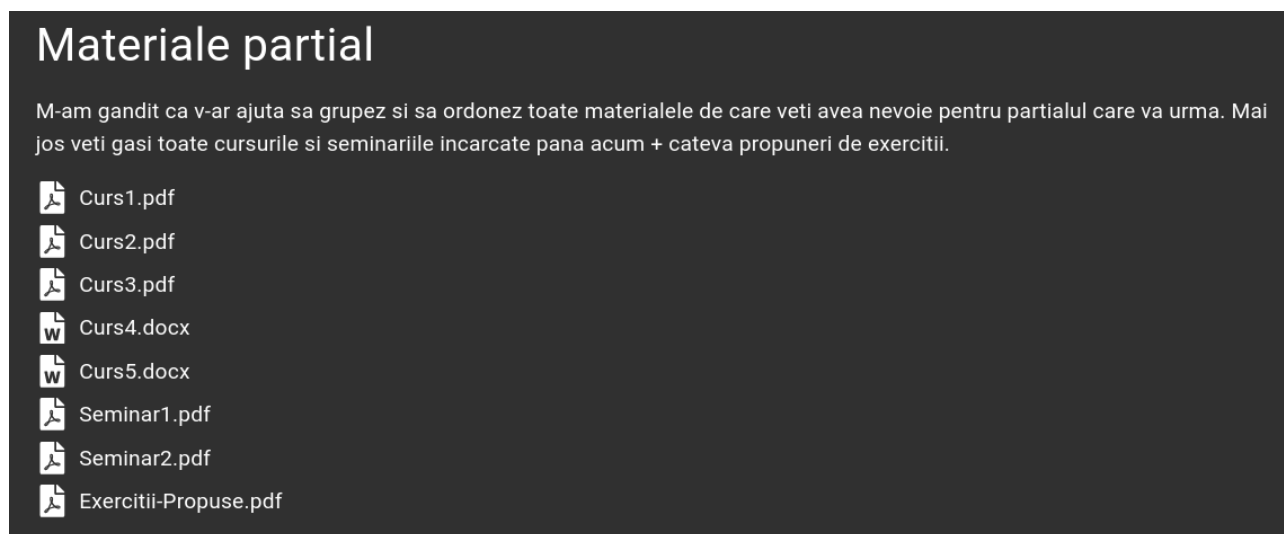 Materiale partial
M-am gandit ca v-ar ajuta sa grupez si sa ordonez toate materialele de care veti avea nevoie pentru partialul care va urma. Mai
jos veti gasi toate cursurile si seminariile incarcate pana acum + cateva propuneri de exercitii.
Curs1.pdf
Curs2.pdf
Curs3.pdf
W Curs4.docx
W Curs5.docx
Seminar1.pdf
Seminar2.pdf
Exercitii-Propuse.pdf